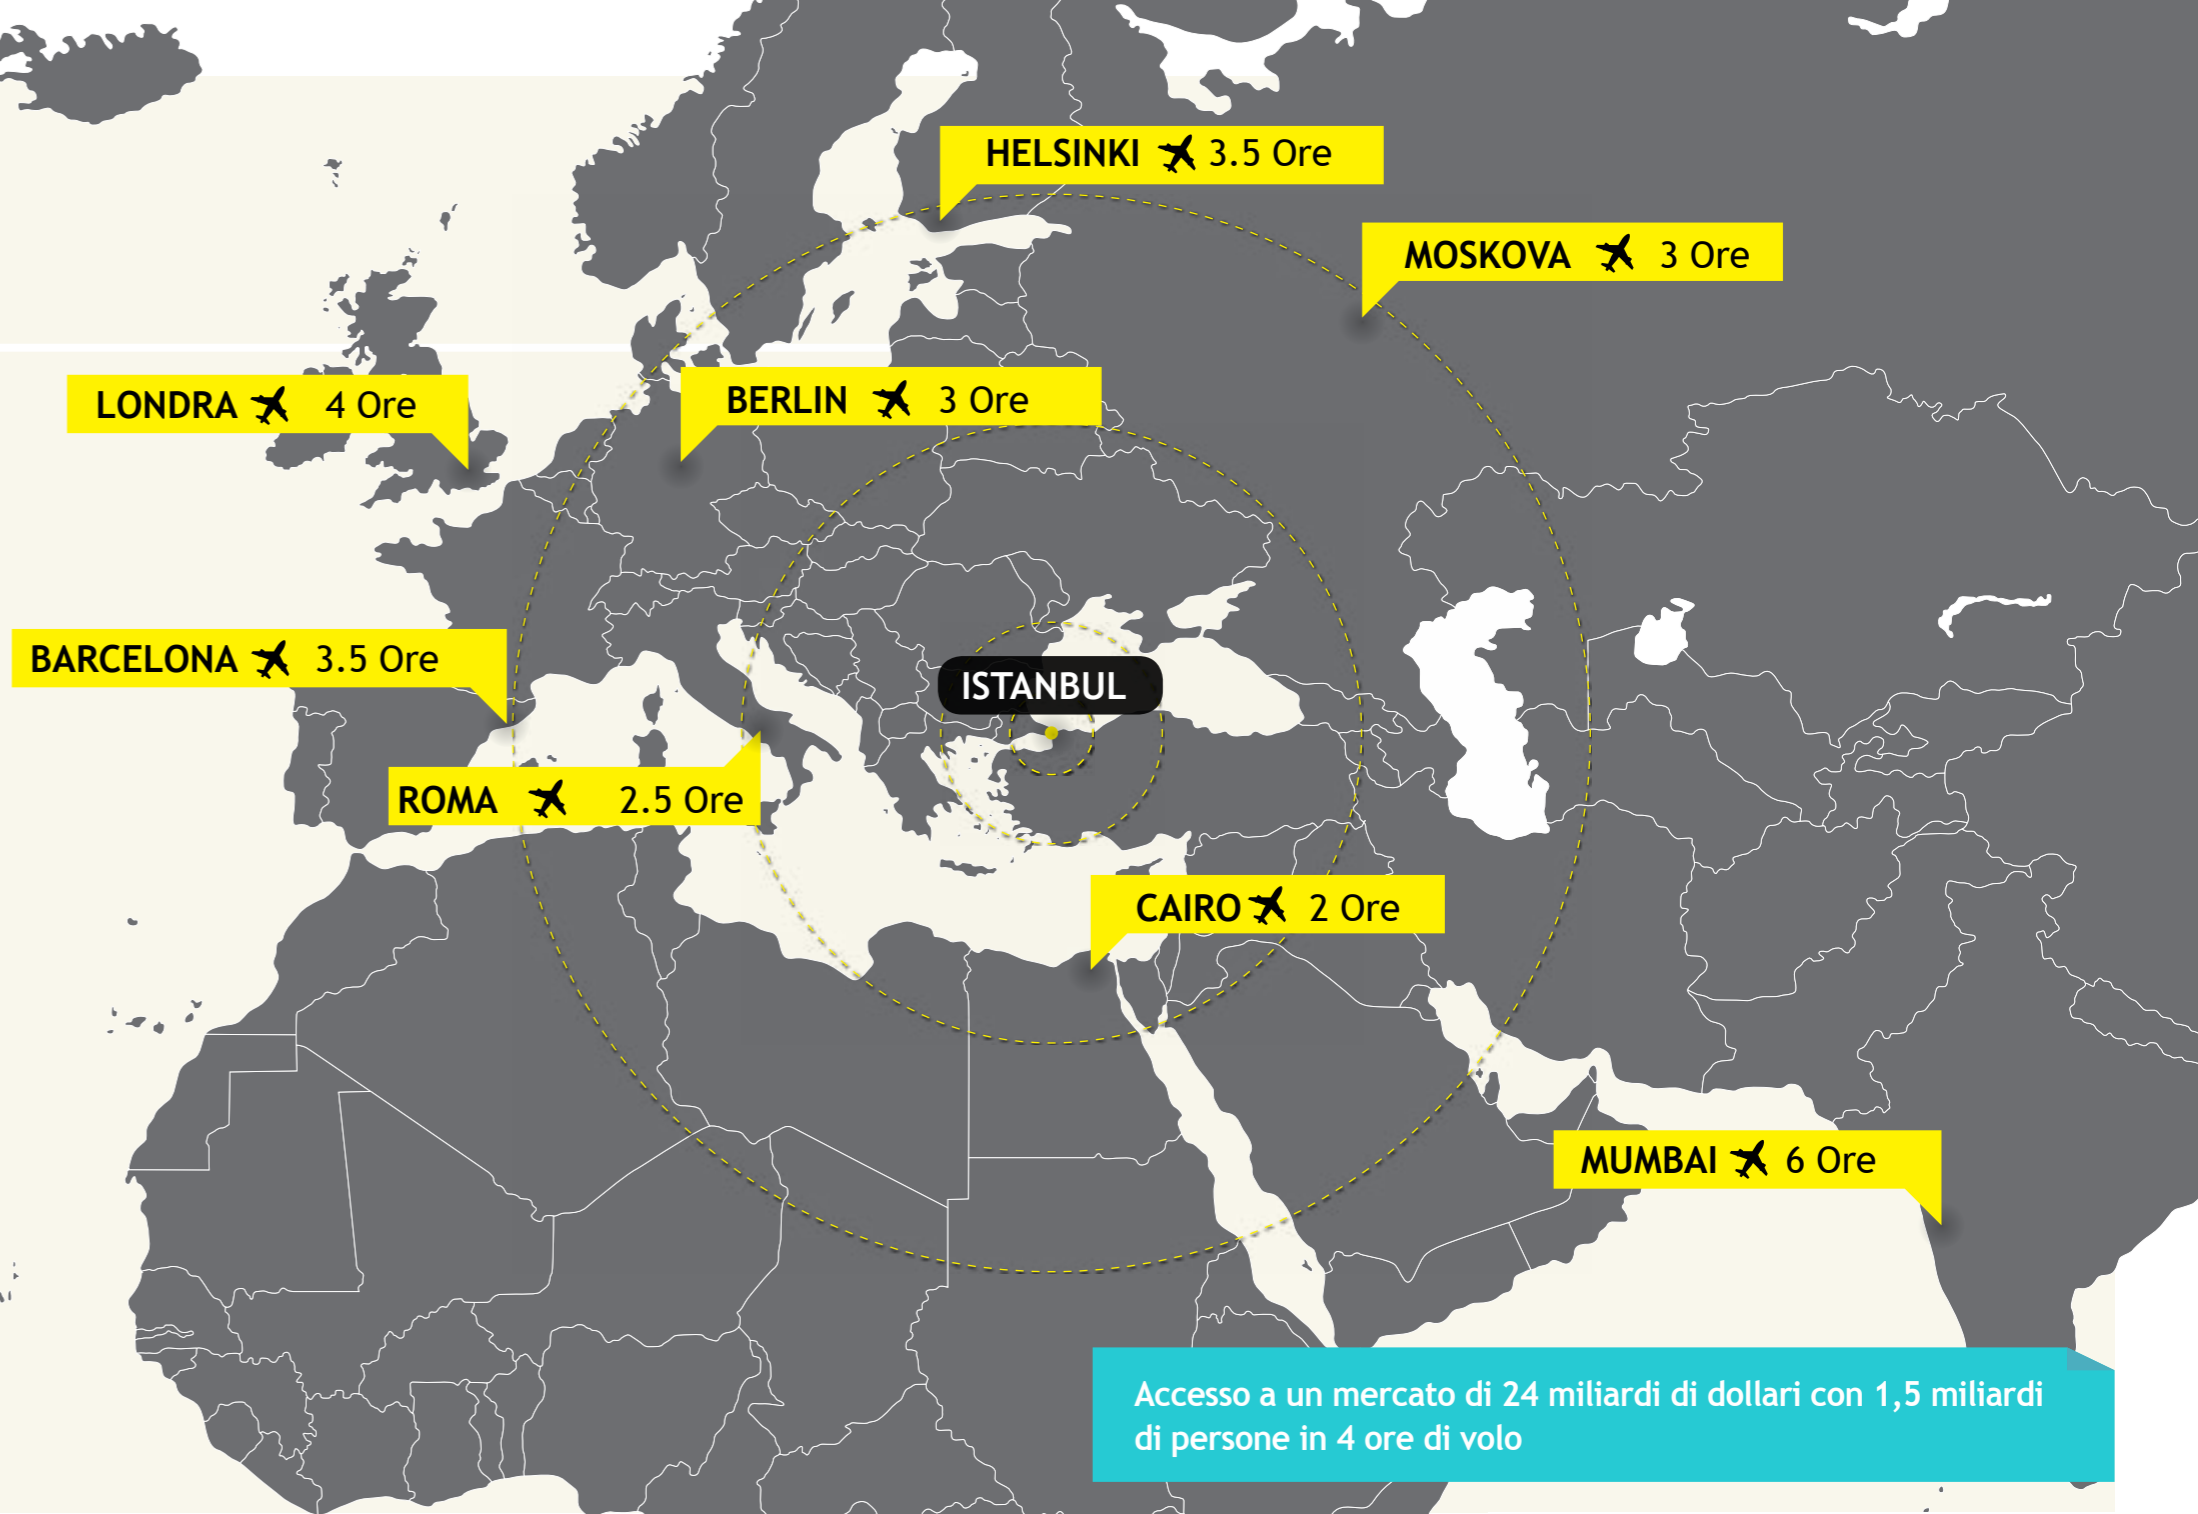 HELSINKI 3.5 Ore
MOSKOVA 3 Ore
LONDRA 4 Ore
BERLIN 3 Ore
BARCELONA 3.5 Ore
ISTANBUL
ROMA 2.5 Ore
CAIRO 2 Ore
MUMBAI 6 Ore
Accesso a un mercato di 24 miliardi di dollari con 1,5 miliardi
di persone in 4 ore di volo